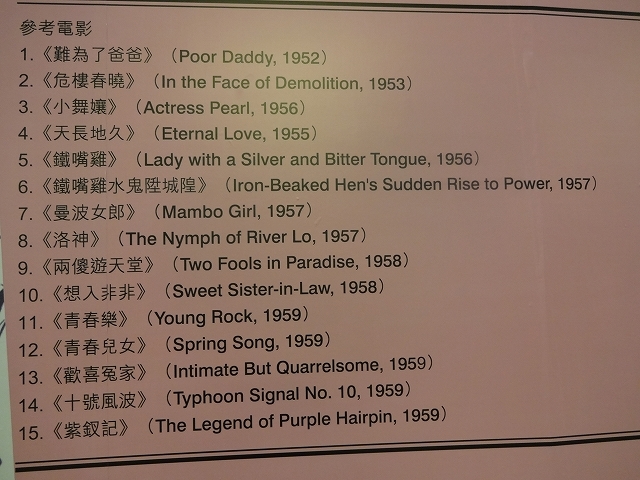 參考電影
1.《難為了爸爸》（Poor Daddy, 1952）
2.《危樓春曉》（In the Face of Demolition, 1953）
3.《小舞孃》（Actress Pearl, 1956）
4.《天長地久》（Eternal Love, 1955）
5.《鐵嘴雞》（Lady with a Silver and Bitter Tongue, 1956）
6.《鐵嘴雞水鬼陞城隍》（Iron-Beaked Hen's Sudden Rise to Power, 1957）
7.《曼波女郎》（Mambo Girl, 1957）
8.《洛神》（The Nymph of River Lo, 1957）
9.《兩傻遊天堂》（Two Fools in Paradise, 1958）
10.《想入非非》（Sweet Sister-in-Law, 1958）
11.《青春樂》（Young Rock, 1959）
12.《青春兒女》（Spring Song, 1959）
13.《歡喜冤家》（Intimate But Quarrelsome, 1959）
14.《十號風波》（Typhoon Signal No. 10, 1959）
15.《紫釵記》（The Legend of Purple Hairpin, 1959）